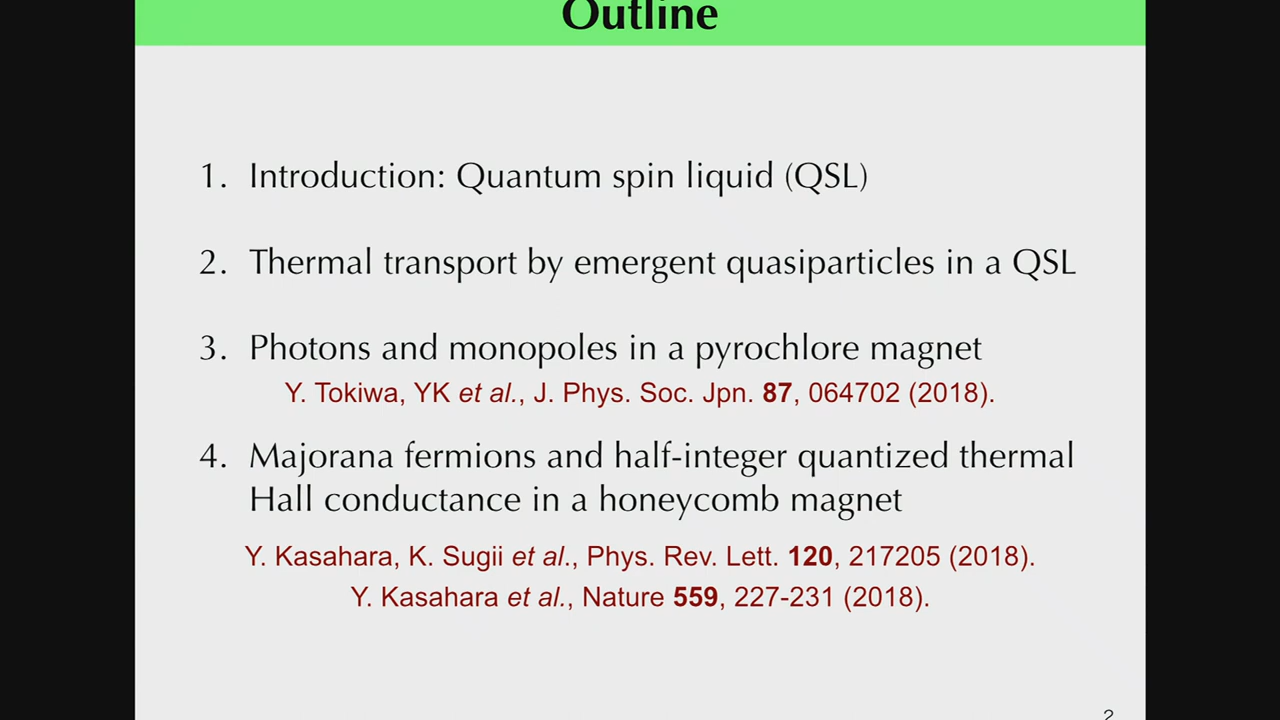 Outline
1. Introduction: Quantum spin liquid (QSL)
2. Thermal transport by emergent quasiparticles in a QSL
3. Photons and monopoles in a pyrochlore magnet
Y. Tokiwa, YK et al., J. Phys. Soc. Jpn. 87, 064702 (2018).
4. Majorana fermions and half-integer quantized thermal
Hall conductance in a honeycomb magnet
Y. Kasahara, K. Sugii et al., Phys. Rev. Lett. 120, 217205 (2018).
Y. Kasahara et al., Nature 559, 227-231 (2018).
2